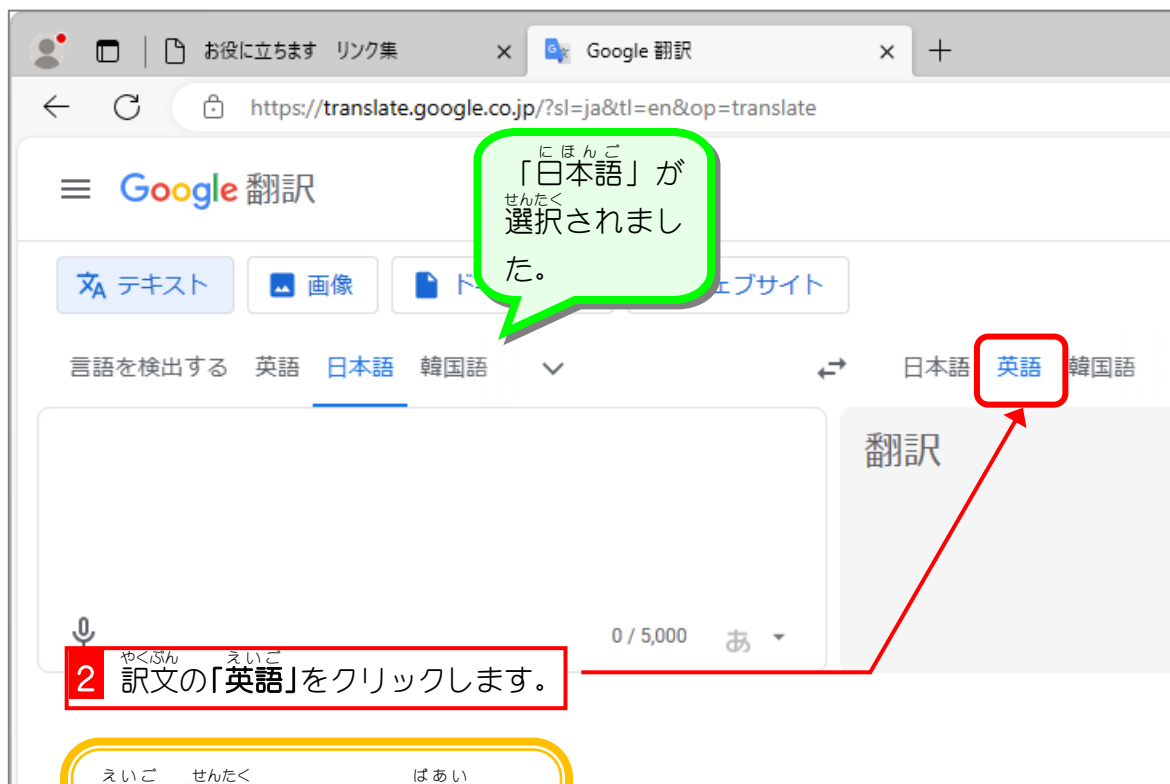 お役に立ちます リンク集
Google 翻訳
https://translate.google.co.jp/?sl=ja&tl=en&op=translate
Google 翻訳
にほんご
「日本語」が
せんたく
選択されまし
た。
テキスト 画像 ド ェブサイト
言語を検出する 英語 日本語 韓国語 日本語 英語 韓国語
翻訳
0 / 5,000 あ
やくぶん えいご
2 訳文の「英語」をクリックします。
えいご せんたく ばあい